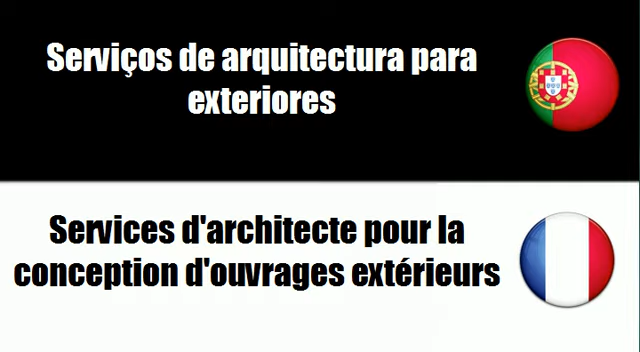 Serviços de arquitectura para
exteriores
Services d'architecte pour la
conception d'ouvrages extérieurs